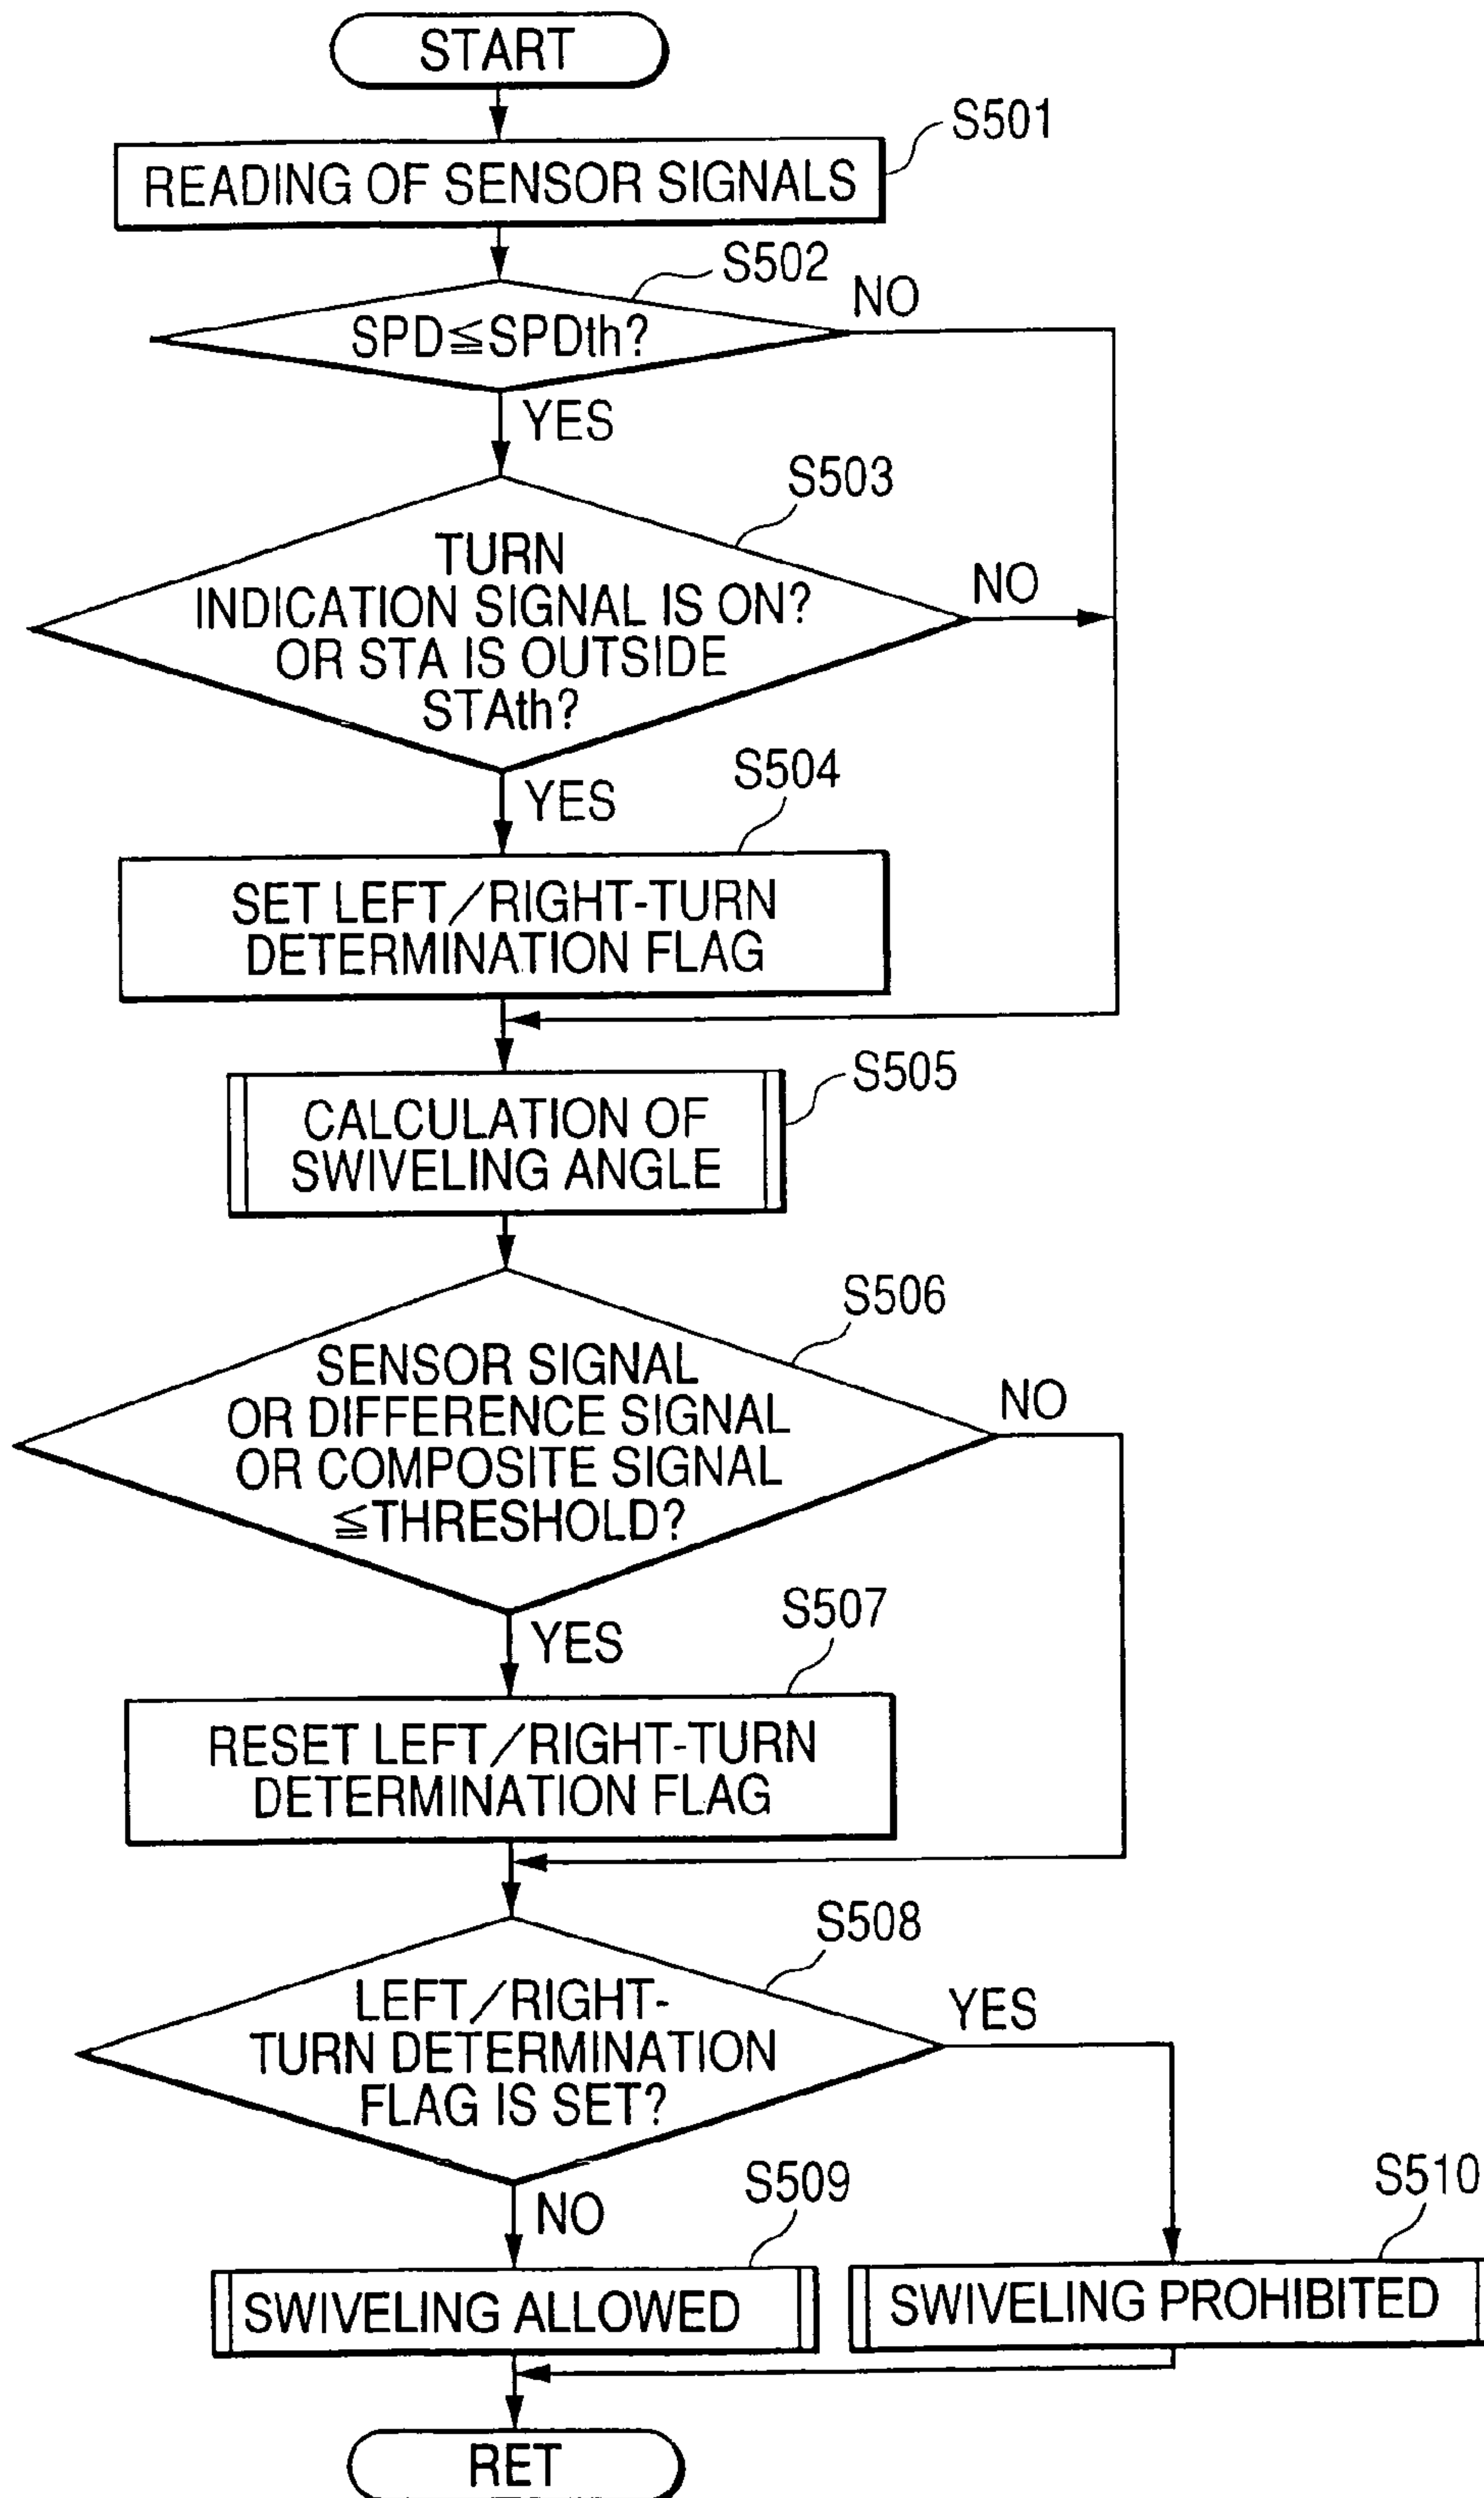 START
S501
READING OF SENSOR SIGNALS
S502
NO
SPD≦SPDth?
YES
S503
TURN
INDICATION SIGNAL IS ON?
OR STA IS OUTSIDE
STAth?
NO
YES
S504
SET LEFT/RIGHT-TURN
DETERMINATION FLAG
S505
CALCULATION OF
SWIVELING ANGLE
S506
SENSOR SIGNAL
OR DIFFERENCE SIGNAL
OR COMPOSITE SIGNAL
≦THRESHOLD?
NO
YES
S507
RESET LEFT/RIGHT-TURN
DETERMINATION FLAG
S508
LEFT/RIGHT-
TURN DETERMINATION
FLAG IS SET?
YES
NO
S509
S510
SWIVELING ALLOWED
SWIVELING PROHIBITED
RET